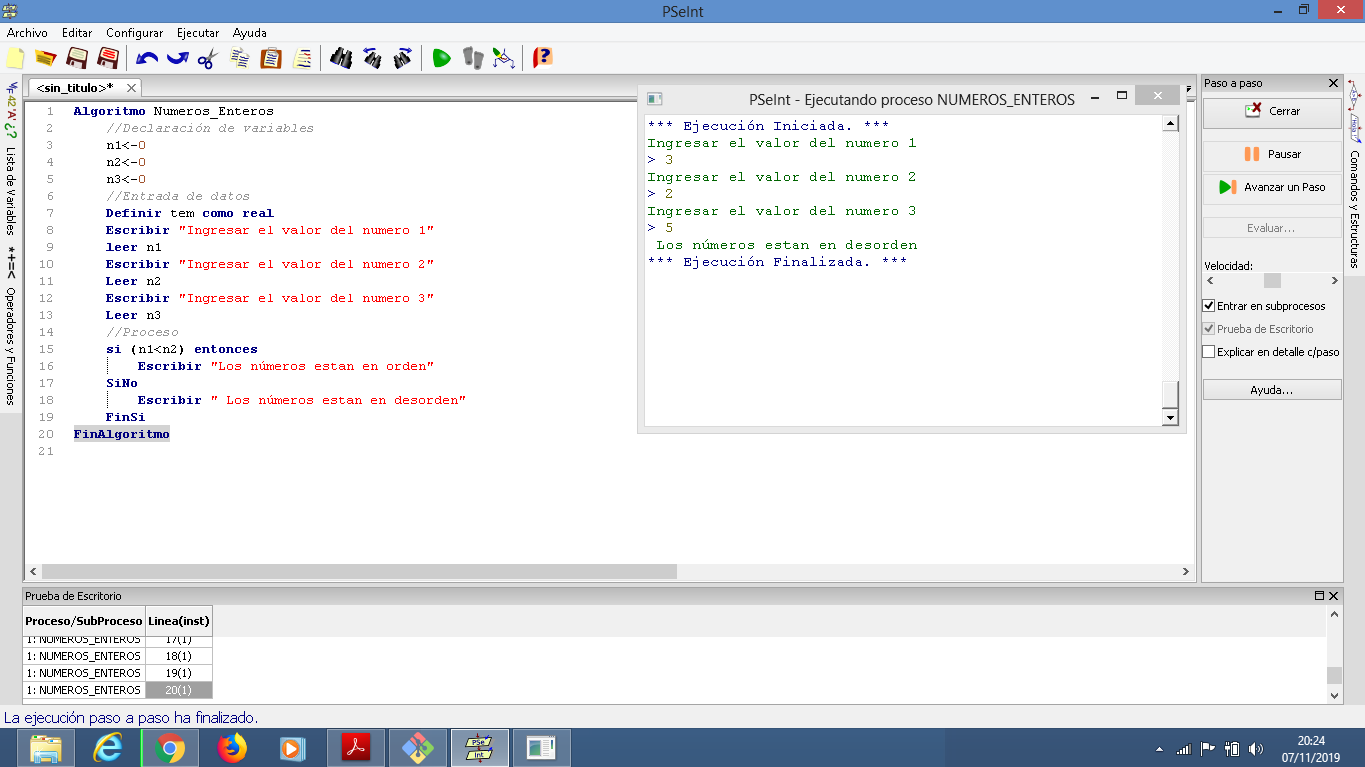 PSeInt
Archivo Editar Configurar Ejecutar Ayuda
<sin_titulo>*
Lista de Variables
Operadores y Funciones
1 Algoritmo Numeros_Enteros
2 //Declaración de variables
3 n1<-0
4 n2<-0
5 n3<-0
6 //Entrada de datos
7 Definir tem como real
8 Escribir "Ingresar el valor del numero 1"
9 leer n1
10 Escribir "Ingresar el valor del numero 2"
11 Leer n2
12 Escribir "Ingresar el valor del numero 3"
13 Leer n3
14 //Proceso
15 si (n1<n2) entonces
16 Escribir "Los números estan en orden"
17 SiNo
18 Escribir " Los números estan en desorden"
19 FinSi
20 FinAlgoritmo
21
PSeInt - Ejecutando proceso NUMEROS_ENTEROS
*** Ejecución Iniciada. ***
Ingresar el valor del numero 1
> 3
Ingresar el valor del numero 2
> 2
Ingresar el valor del numero 3
> 5
Los números estan en desorden
*** Ejecución Finalizada. ***
Paso a paso
Cerrar
Pausar
Avanzar un Paso
Evaluar...
Velocidad:
Entrar en subprocesos
Prueba de Escritorio
Explicar en detalle c/paso
Ayuda...
Comandos y Estructuras
Prueba de Escritorio
Proceso/SubProceso Linea(inst)
1: NUMEROS_ENTEROS 17(1)
1: NUMEROS_ENTEROS 18(1)
1: NUMEROS_ENTEROS 19(1)
1: NUMEROS_ENTEROS 20(1)
La ejecución paso a paso ha finalizado.
20:24
07/11/2019